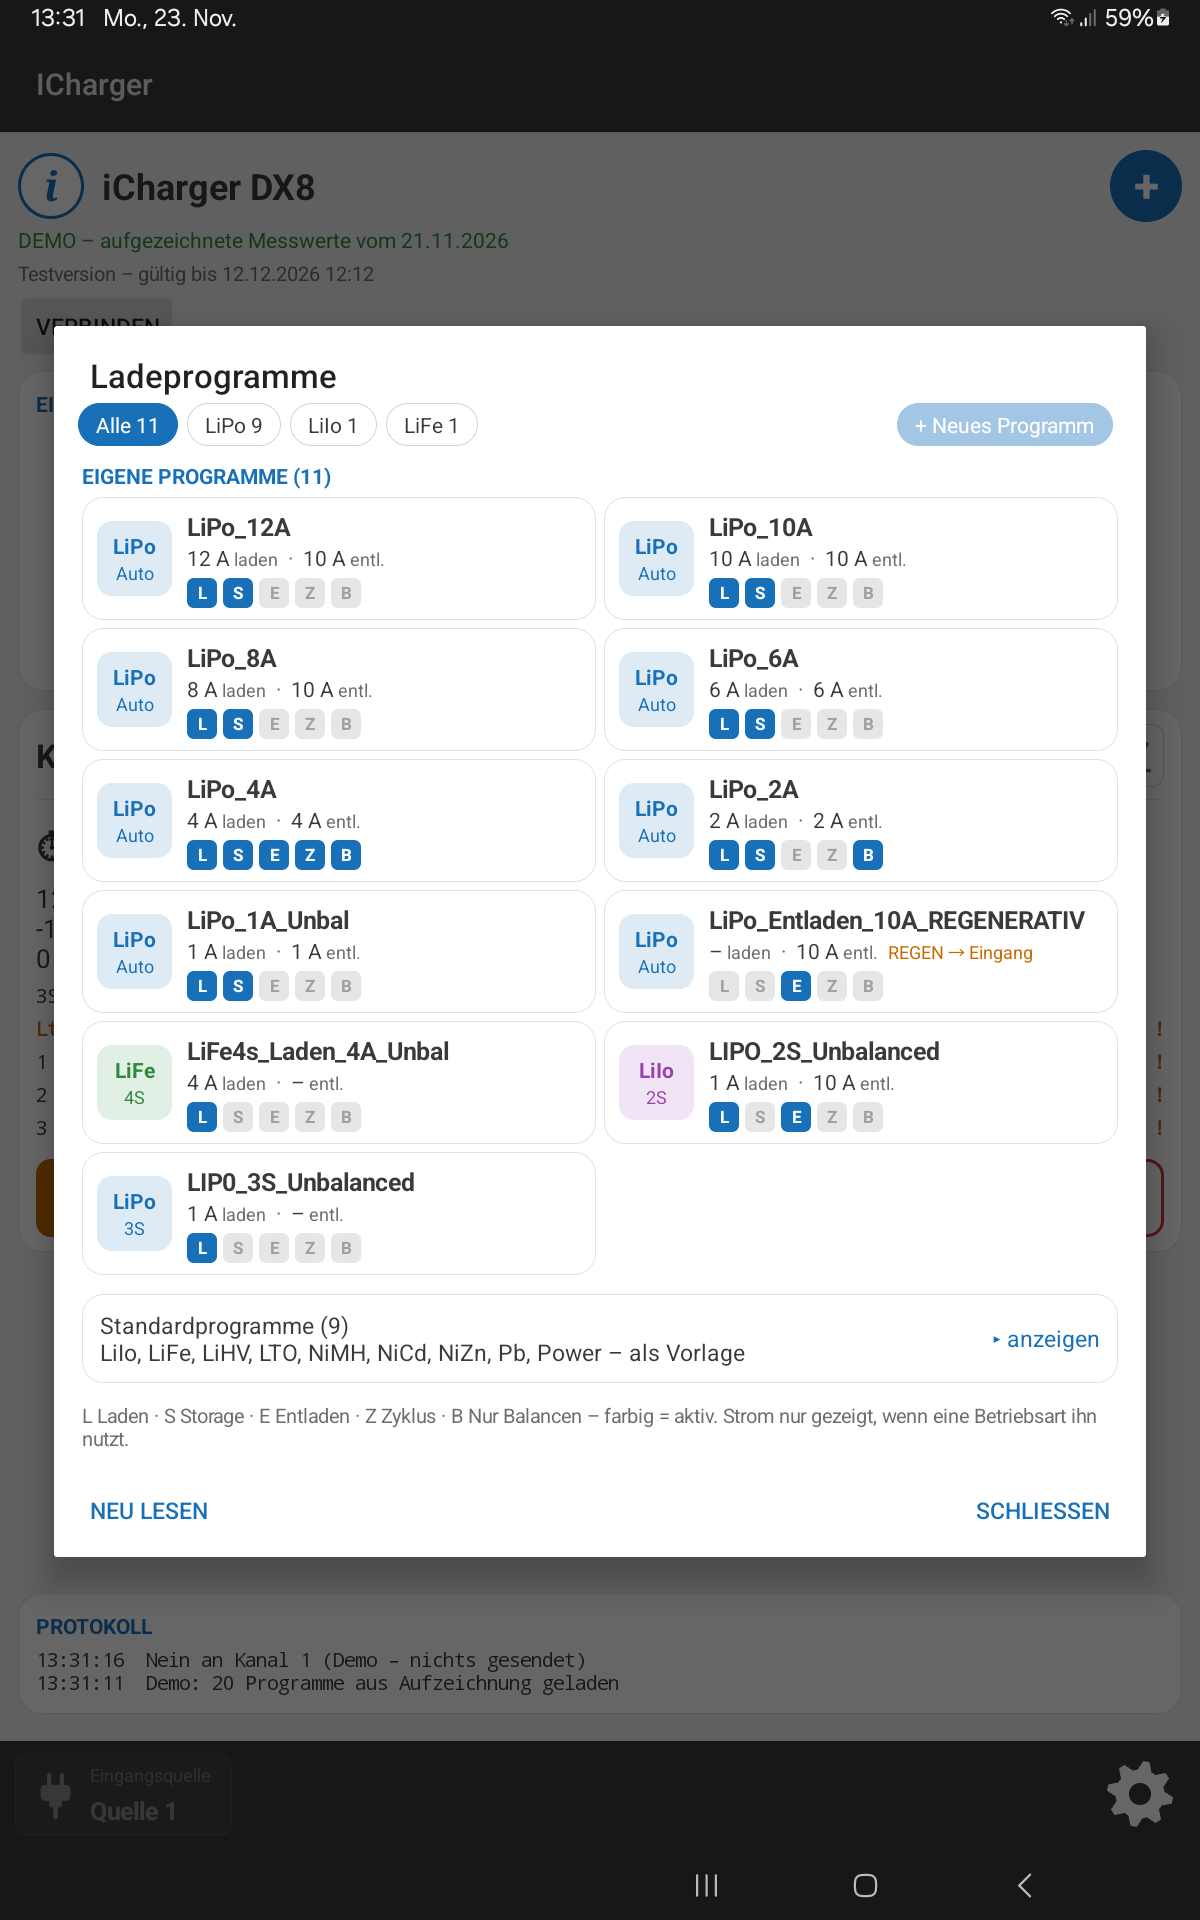 13:31 Mo., 23. Nov.
59%
ICharger
i iCharger DX8
DEMO – aufgezeichnete Messwerte vom 21.11.2026
Testversion – gültig bis 12.12.2026 12:12
VERBINDEN
Ladeprogramme
Alle 11 LiPo 9 LiIo 1 LiFe 1 + Neues Programm
EIGENE PROGRAMME (11)
LiPo Auto
LiPo_12A
12 A laden · 10 A entl.
L S E Z B
LiPo Auto
LiPo_10A
10 A laden · 10 A entl.
L S E Z B
LiPo Auto
LiPo_8A
8 A laden · 10 A entl.
L S E Z B
LiPo Auto
LiPo_6A
6 A laden · 6 A entl.
L S E Z B
LiPo Auto
LiPo_4A
4 A laden · 4 A entl.
L S E Z B
LiPo Auto
LiPo_2A
2 A laden · 2 A entl.
L S E Z B
LiPo Auto
LiPo_1A_Unbal
1 A laden · 1 A entl.
L S E Z B
LiPo Auto
LiPo_Entladen_10A_REGENERATIV
– laden · 10 A entl. REGEN → Eingang
L S E Z B
LiFe 4S
LiFe4s_Laden_4A_Unbal
4 A laden · – entl.
L S E Z B
LiIo 2S
LIPO_2S_Unbalanced
1 A laden · 10 A entl.
L S E Z B
LiPo 3S
LIP0_3S_Unbalanced
1 A laden · – entl.
L S E Z B
Standardprogramme (9)
LiIo, LiFe, LiHV, LTO, NiMH, NiCd, NiZn, Pb, Power – als Vorlage
▸ anzeigen
L Laden · S Storage · E Entladen · Z Zyklus · B Nur Balancen – farbig = aktiv. Strom nur gezeigt, wenn eine Betriebsart ihn
nutzt.
NEU LESEN SCHLIESSEN
PROTOKOLL
13:31:16 Nein an Kanal 1 (Demo – nichts gesendet)
13:31:11 Demo: 20 Programme aus Aufzeichnung geladen
Eingangsquelle
Quelle 1